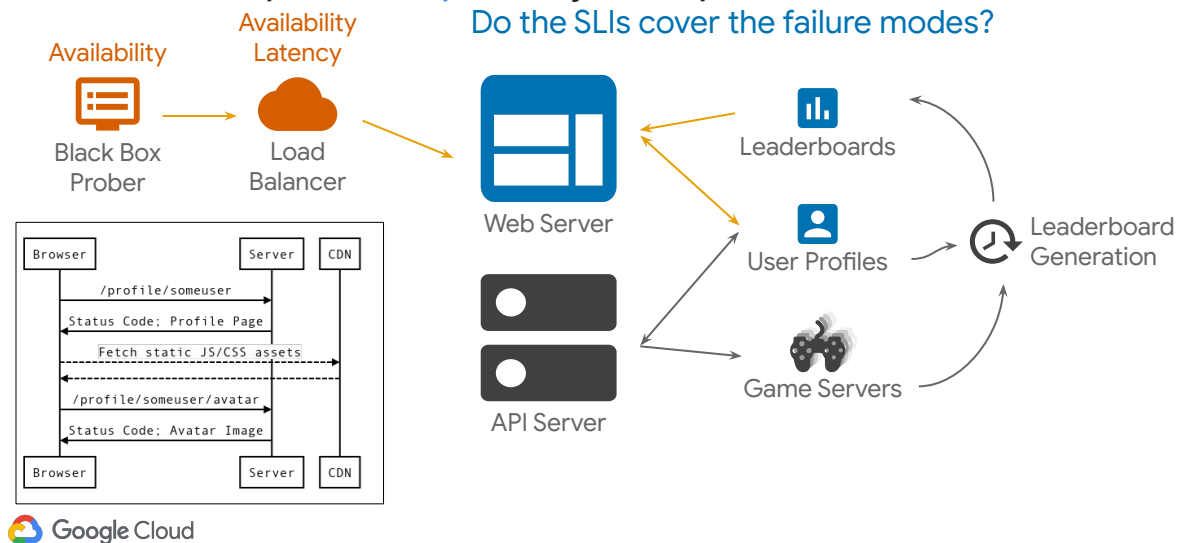 Do the SLIs cover the failure modes?
Availability
Availability
Latency
Black Box
Prober
Load
Balancer
Web Server
API Server
Leaderboards
User Profiles
Game Servers
Leaderboard
Generation
Browser
Server
CDN
/profile/someuser
Status Code; Profile Page
Fetch static JS/CSS assets
/profile/someuser/avatar
Status Code; Avatar Image
Browser
Server
CDN
Google Cloud